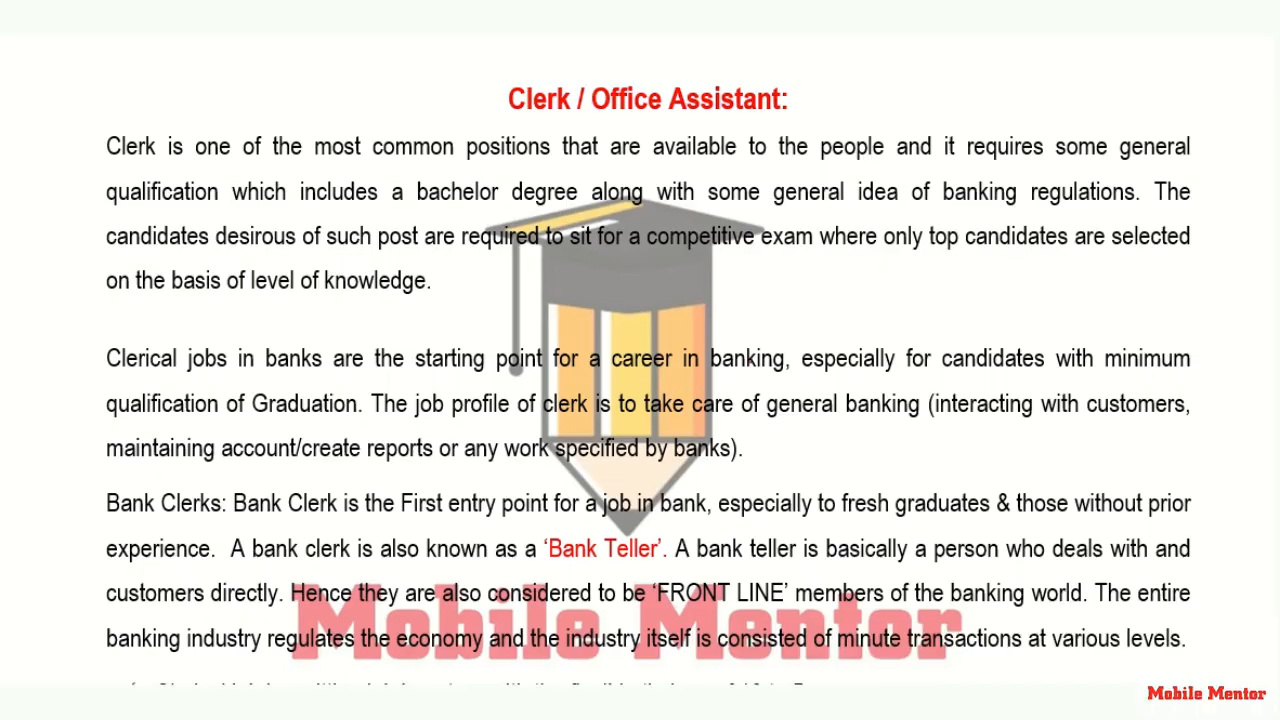 Clerk / Office Assistant:
Clerk is one of the most common positions that are available to the people and it requires some general
qualification which includes a bachelor degree along with some general idea of banking regulations. The
candidates desirous of such post are required to sit for a competitive exam where only top candidates are selected
on the basis of level of knowledge.
Clerical jobs in banks are the starting point for a career in banking, especially for candidates with minimum
qualification of Graduation. The job profile of clerk is to take care of general banking (interacting with customers,
maintaining account/create reports or any work specified by banks).
Bank Clerks: Bank Clerk is the First entry point for a job in bank, especially to fresh graduates & those without prior
experience. A bank clerk is also known as a ‘Bank Teller’. A bank teller is basically a person who deals with and
customers directly. Hence they are also considered to be ‘FRONT LINE’ members of the banking world. The entire
banking industry regulates the economy and the industry itself is consisted of minute transactions at various levels.
Mobile Mentor
Mobile Mentor